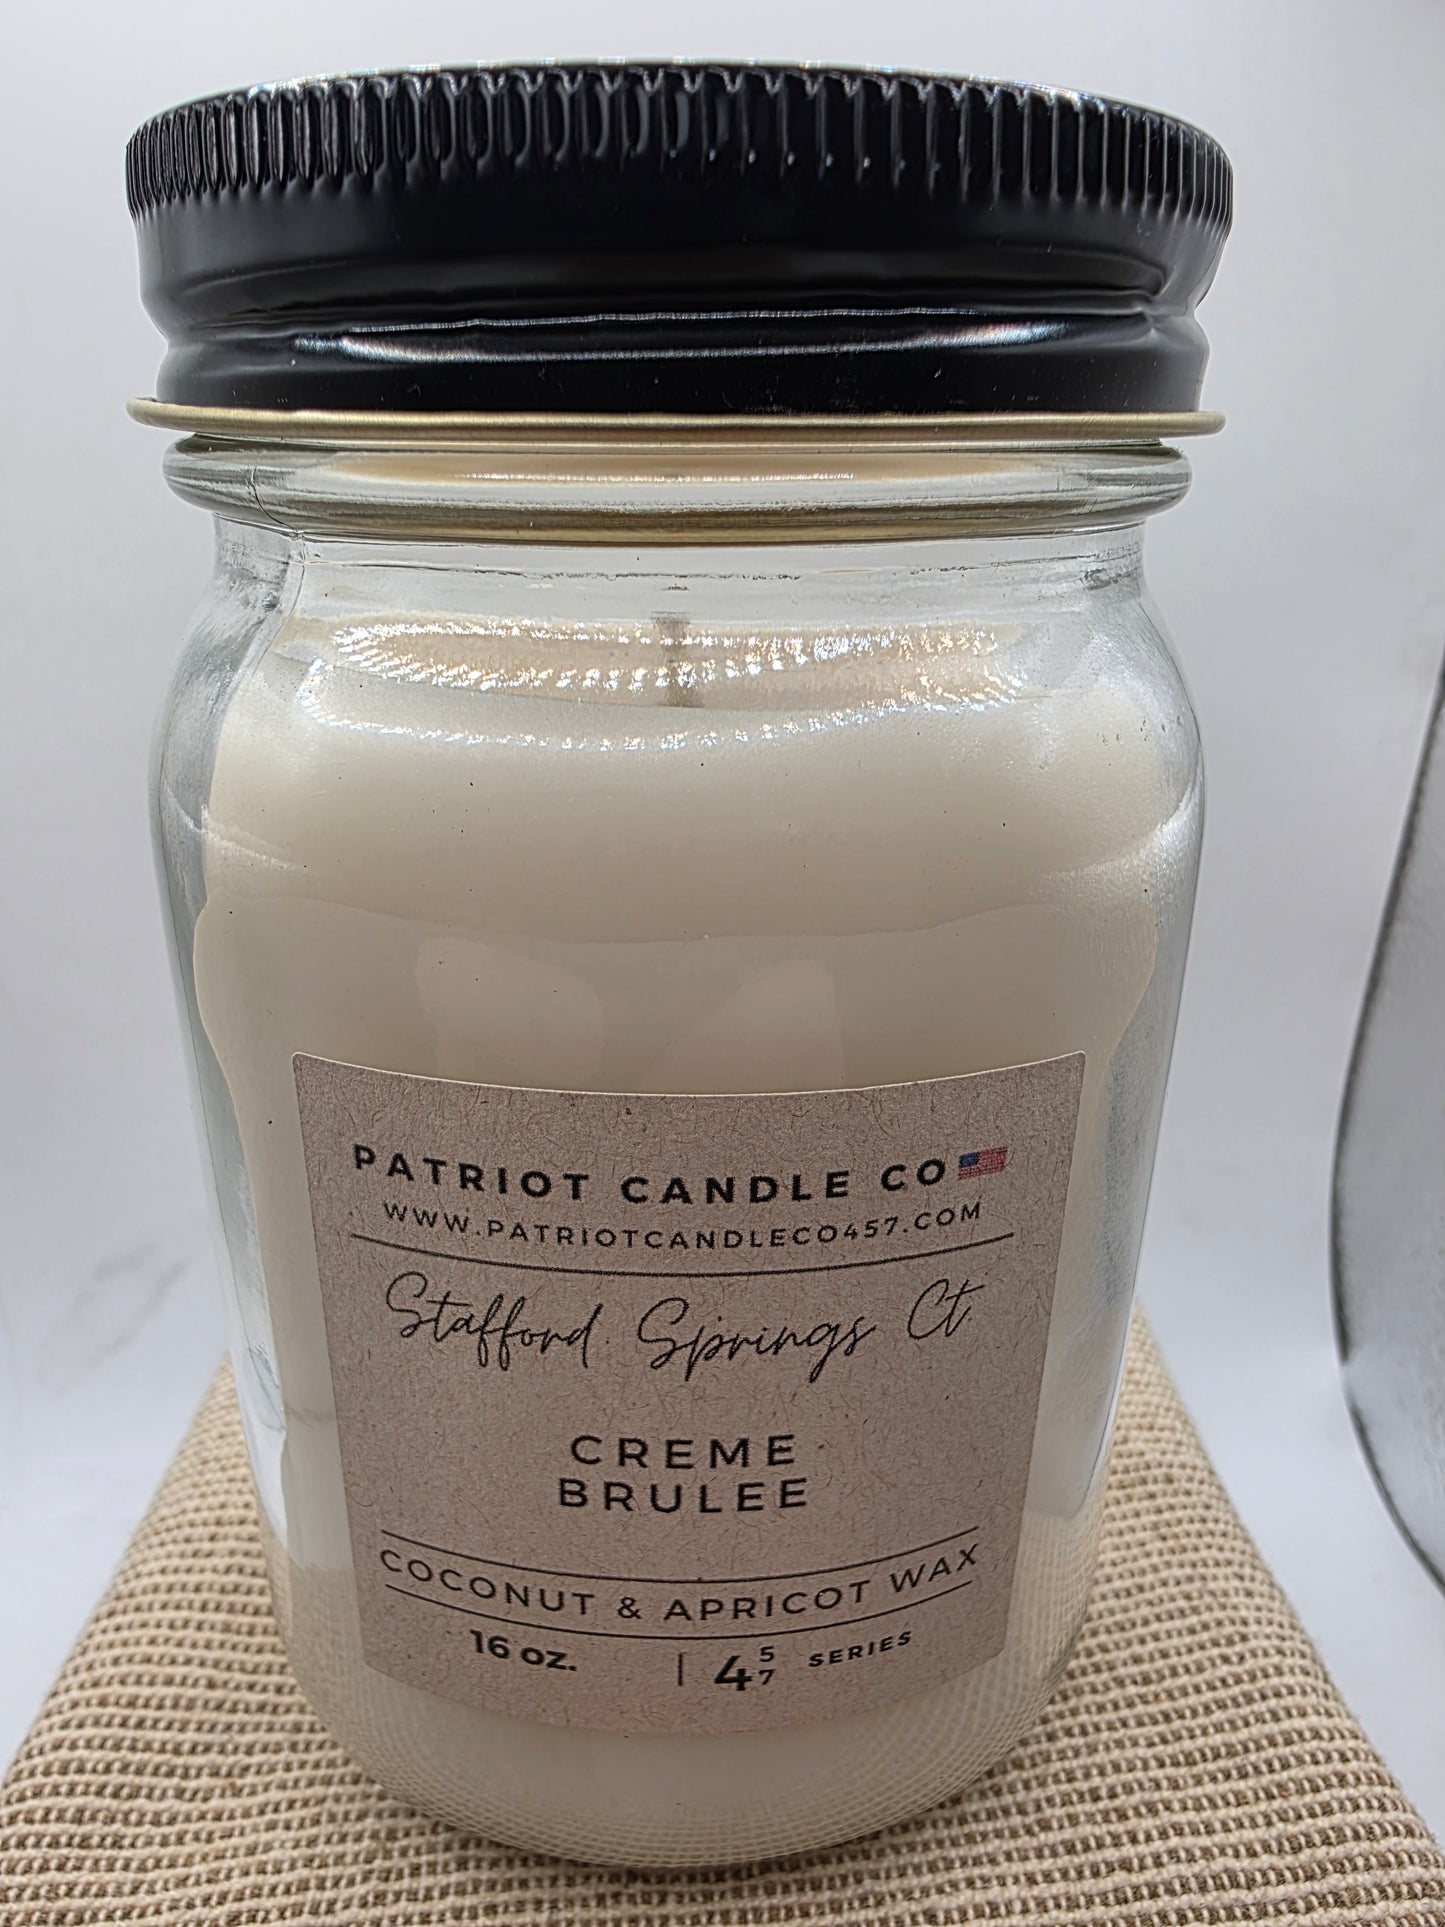 PATRIOT CANDLE CO
WWW.PATRIOTCANDLECO457.COM
Stafford Springs Ct.
CREME
BRULEE
COCONUT & APRICOT WAX
16 oz. | 4 5 7 SERIES